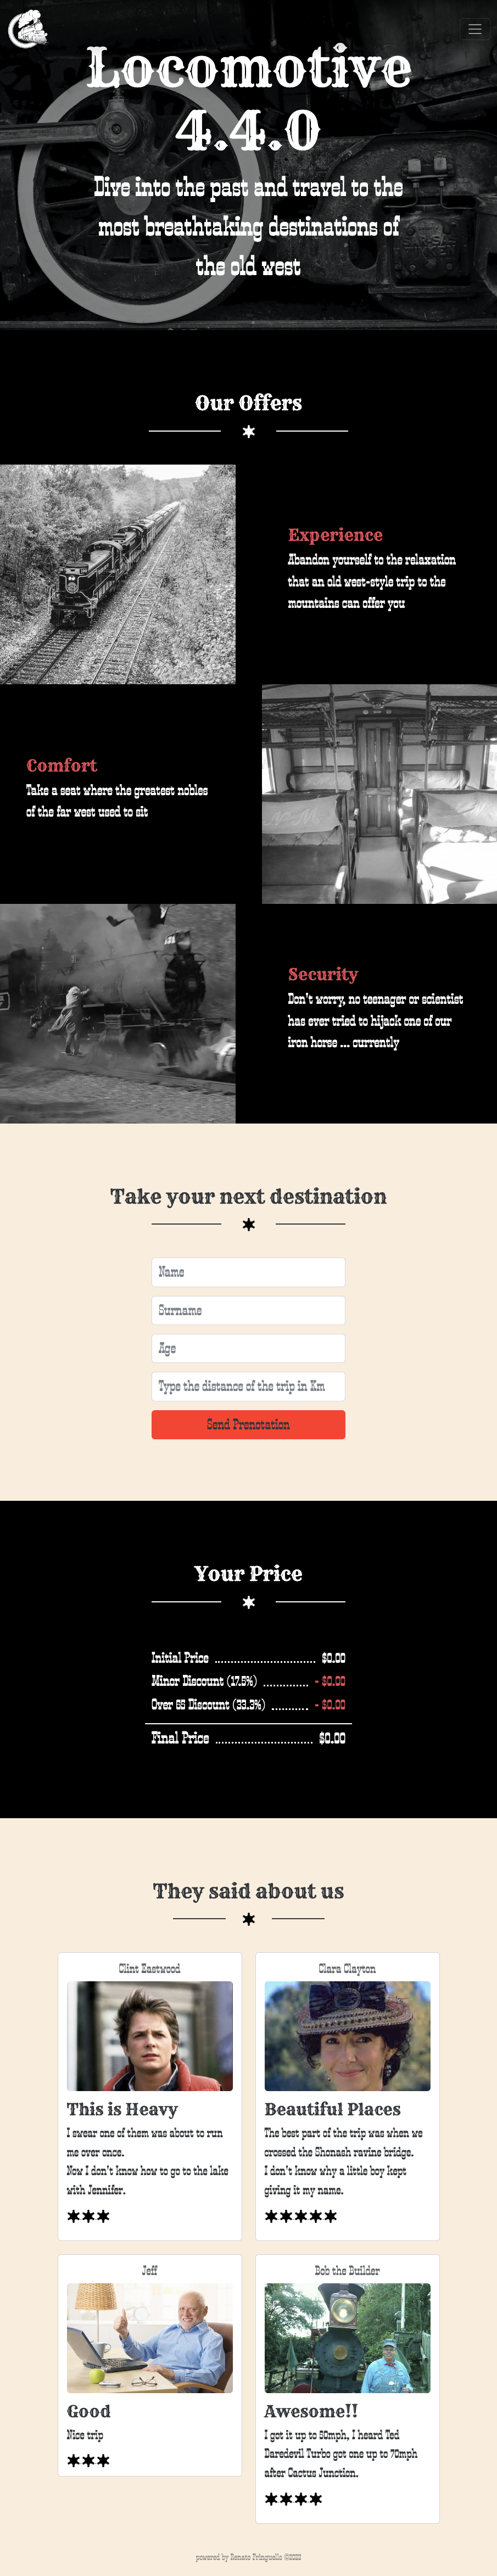 Locomotive
4.4.0
Dive into the past and travel to the
most breathtaking destinations of
the old west
Our Offers
Experience
Abandon yourself to the relaxation
that an old west-style trip to the
mountains can offer you
Comfort
Take a seat where the greatest nobles
of the far west used to sit
Security
Don't worry, no teenager or scientist
has ever tried to hijack one of our
iron horse ... currently
Take your next destination
Name
Surname
Age
Type the distance of the trip in Km
Send Prenotation
Your Price
Initial Price ................................ $0.00
Minor Discount (17.5%) .............. - $0.00
Over 65 Discount (33.3%) ........... - $0.00
Final Price ............................... $0.00
They said about us
Clint Eastwood
This is Heavy
I swear one of them was about to run
me over once.
Now I don't know how to go to the lake
with Jennifer.
Clara Clayton
Beautiful Places
The best part of the trip was when we
crossed the Shonash ravine bridge.
I don't know why a little boy kept
giving it my name.
Jeff
Good
Nice trip
Bob the Builder
Awesome!!
I got it up to 50mph, I heard Ted
Daredevil Turbo got one up to 70mph
after Cactus Junction.
powered by Renato Tringuello ©2022